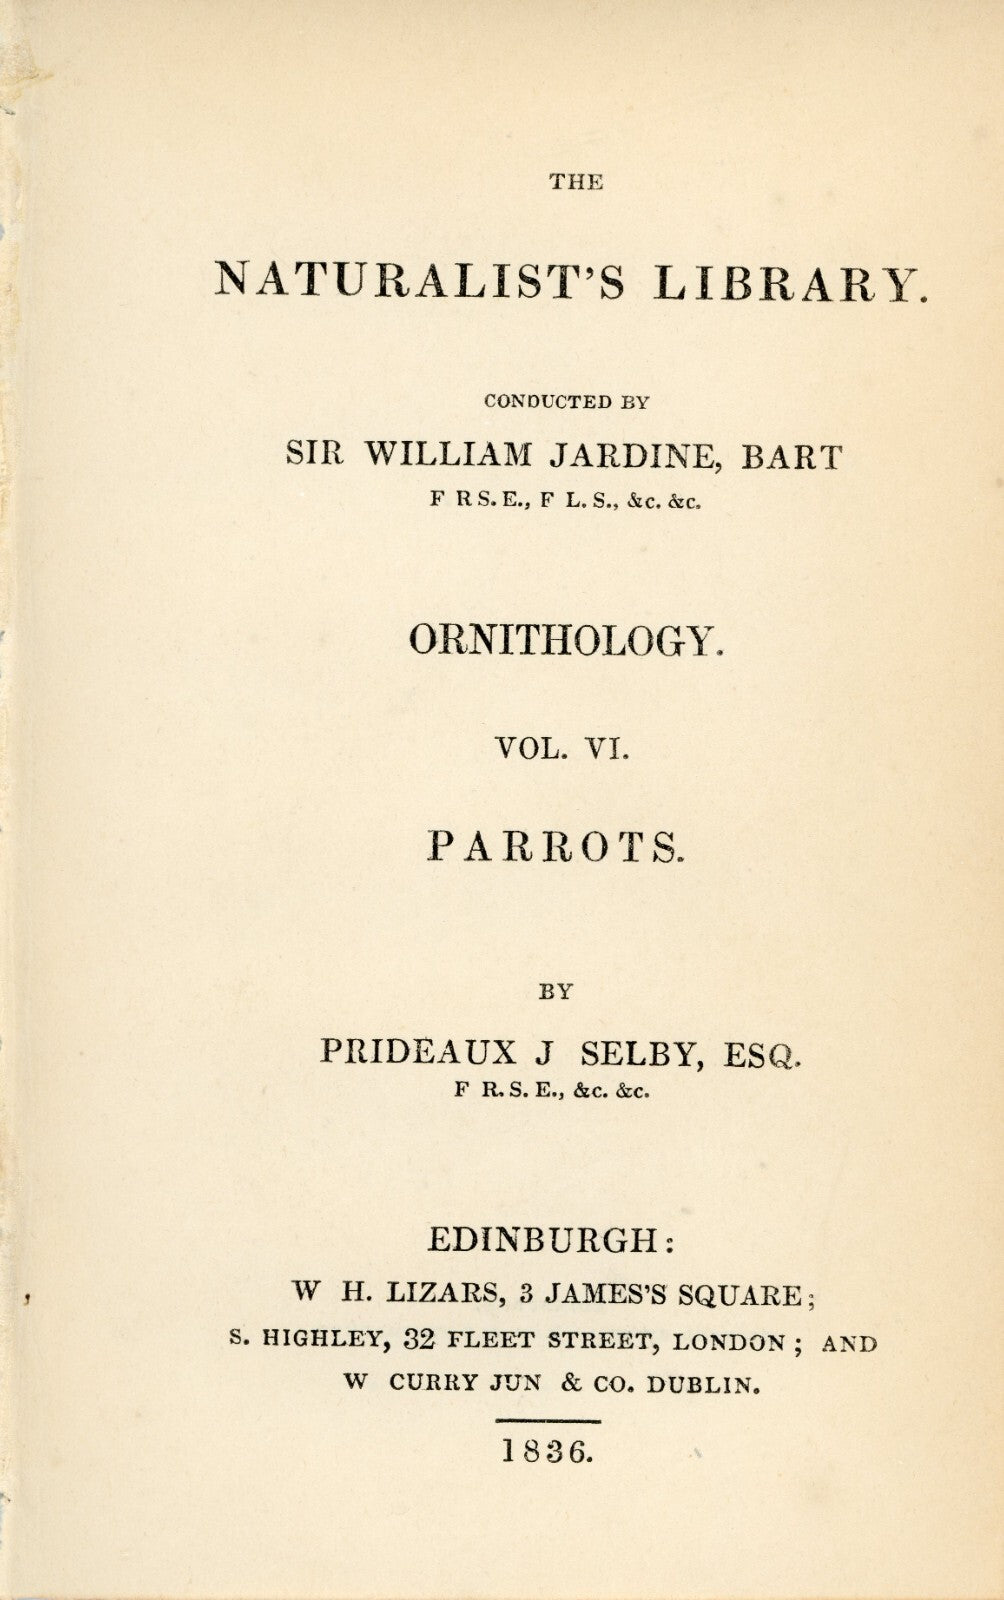 THE
NATURALIST'S LIBRARY.
CONDUCTED BY
SIR WILLIAM JARDINE, BART
F R S. E., F L. S., &c. &c.
ORNITHOLOGY.
VOL. VI.
PARROTS.
BY
PRIDEAUX J SELBY, ESQ.
F R. S. E., &c. &c.
EDINBURGH:
W H. LIZARS, 3 JAMES'S SQUARE;
S. HIGHLEY, 32 FLEET STREET, LONDON; AND
W CURRY JUN & CO. DUBLIN.
1836.